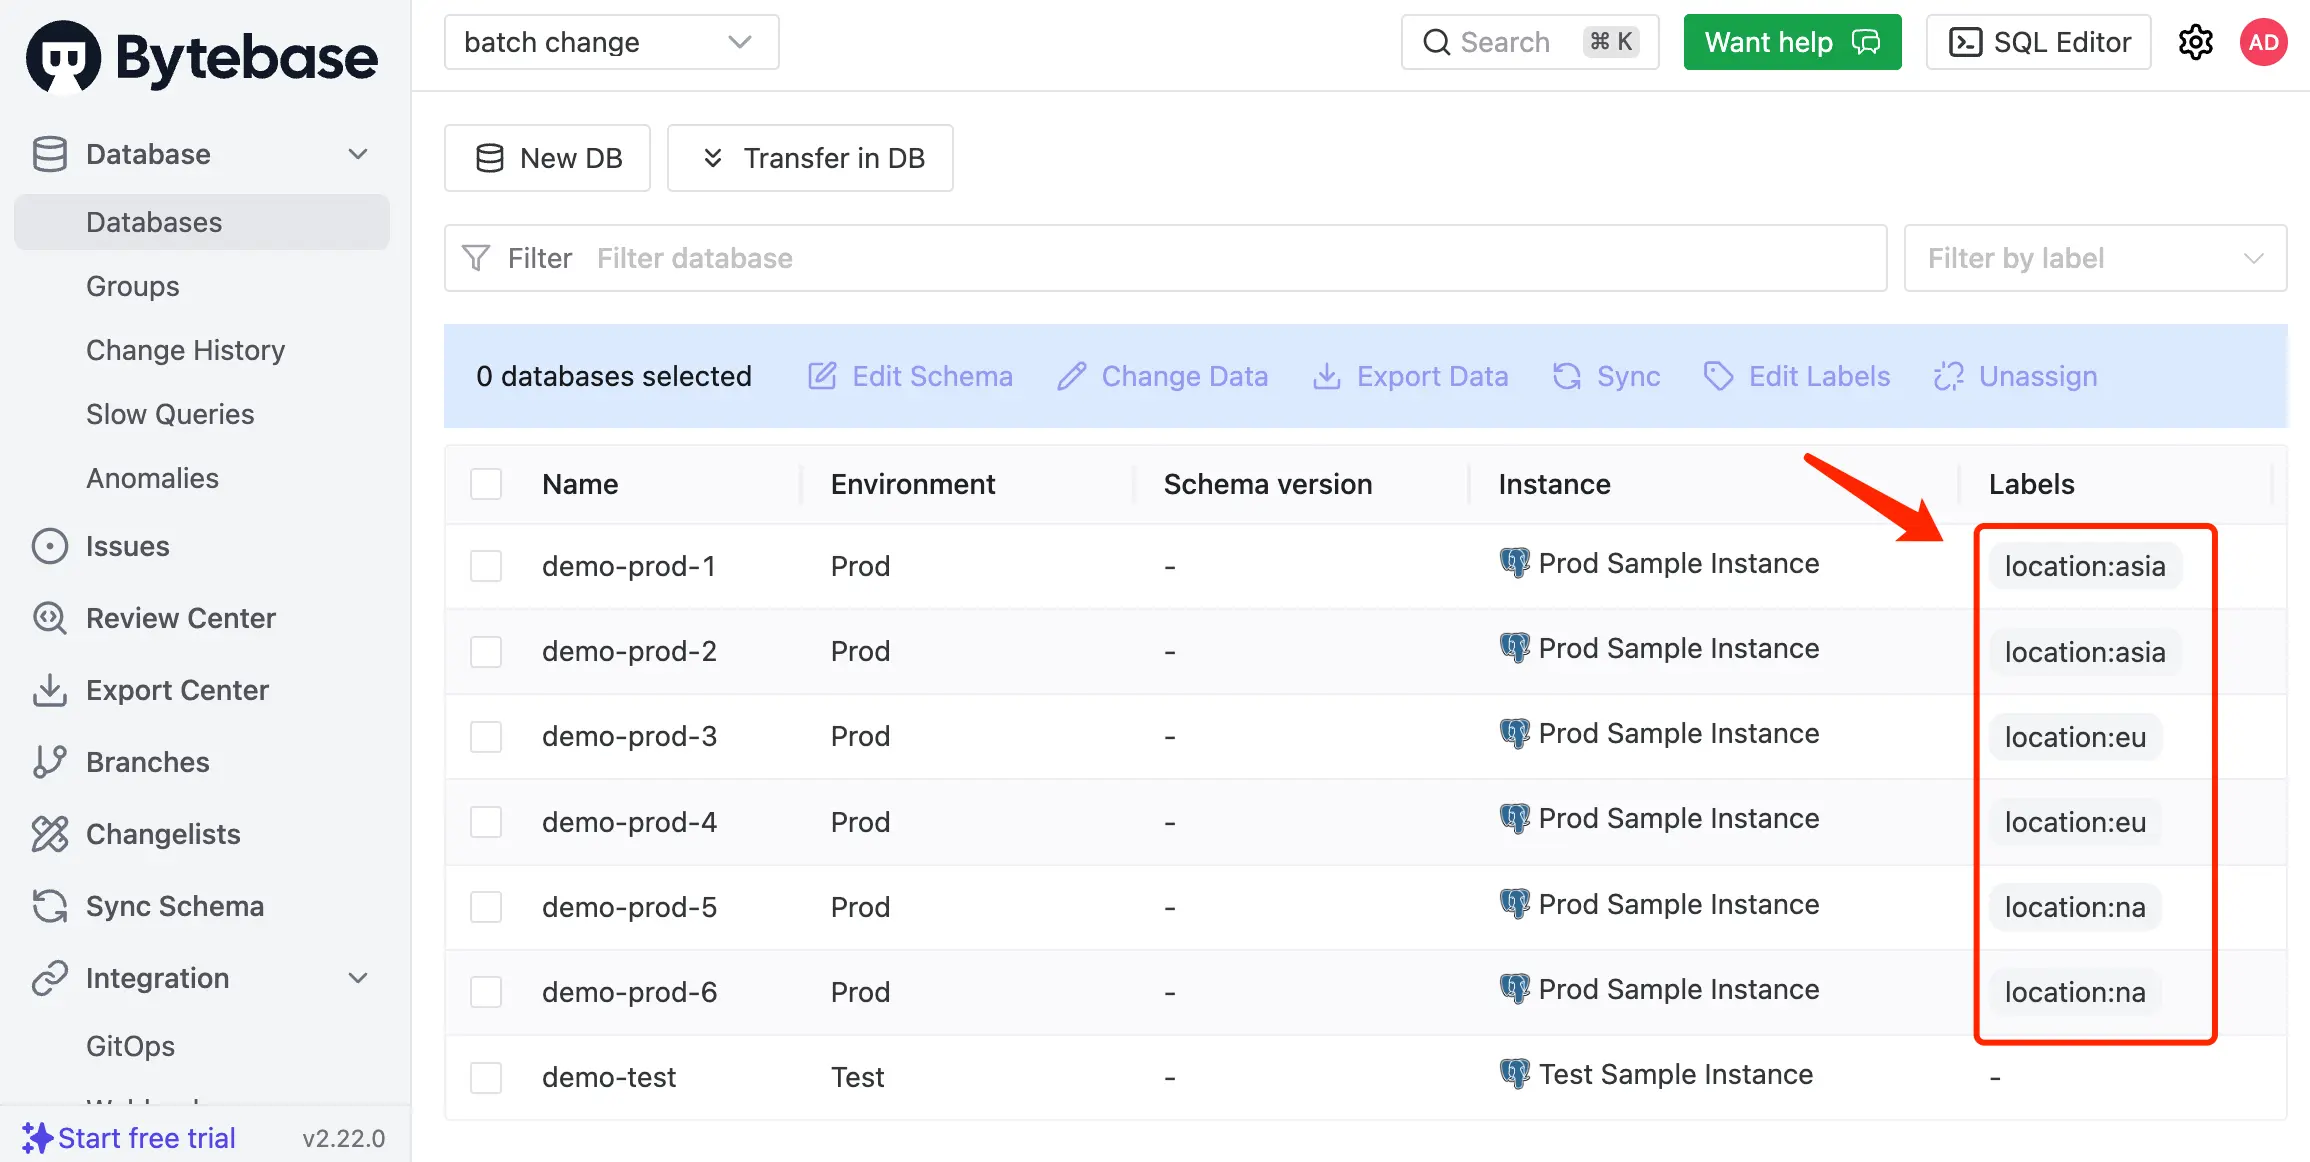 Bytebase
batch change
Search ⌘ K
Want help
SQL Editor
AD
Database
Databases
Groups
Change History
Slow Queries
Anomalies
Issues
Review Center
Export Center
Branches
Changelists
Sync Schema
Integration
GitOps
Start free trial v2.22.0
New DB
Transfer in DB
Filter Filter database
Filter by label
0 databases selected Edit Schema Change Data Export Data Sync Edit Labels Unassign
Name Environment Schema version Instance Labels
demo-prod-1 Prod - Prod Sample Instance location:asia
demo-prod-2 Prod - Prod Sample Instance location:asia
demo-prod-3 Prod - Prod Sample Instance location:eu
demo-prod-4 Prod - Prod Sample Instance location:eu
demo-prod-5 Prod - Prod Sample Instance location:na
demo-prod-6 Prod - Prod Sample Instance location:na
demo-test Test - Test Sample Instance -